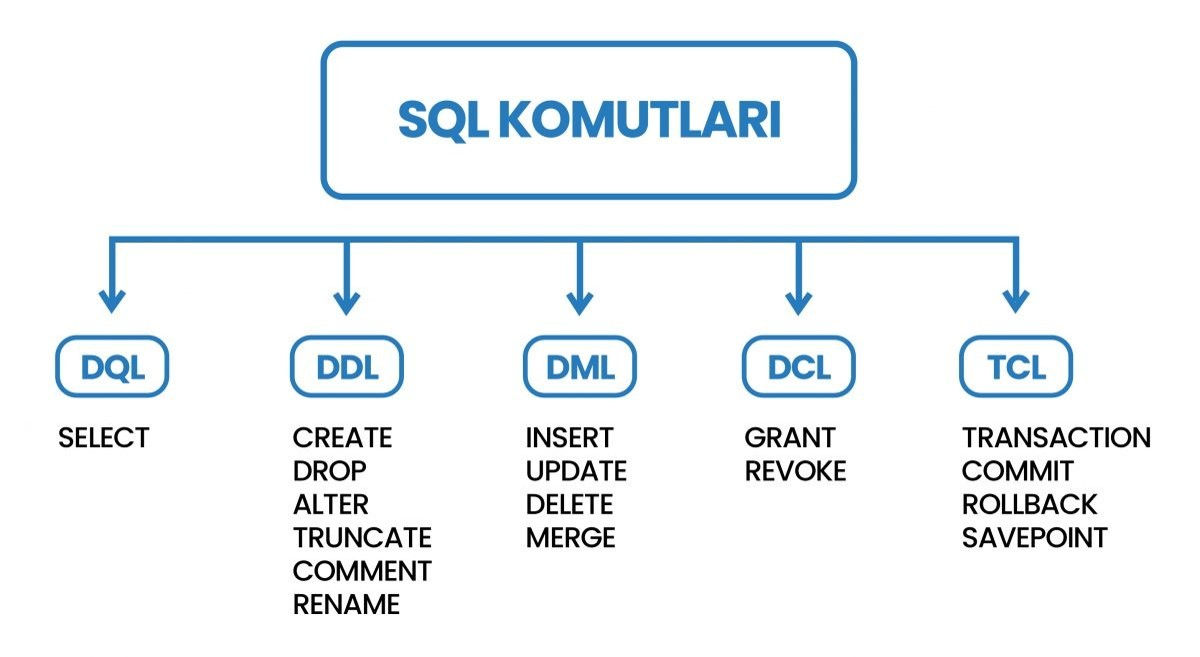 SQL KOMUTLARI
DQL
SELECT
DDL
CREATE
DROP
ALTER
TRUNCATE
COMMENT
RENAME
DML
INSERT
UPDATE
DELETE
MERGE
DCL
GRANT
REVOKE
TCL
TRANSACTION
COMMIT
ROLLBACK
SAVEPOINT